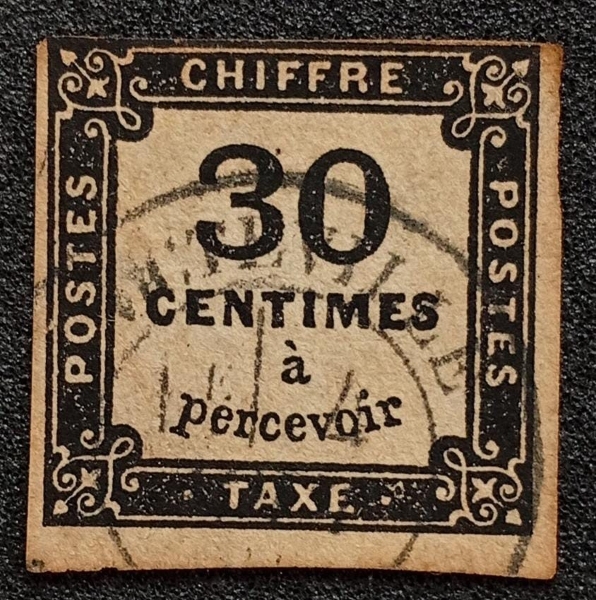 CHIFFRE
POSTES
30
CENTIMES
à
percevoir
POSTES
TAXE